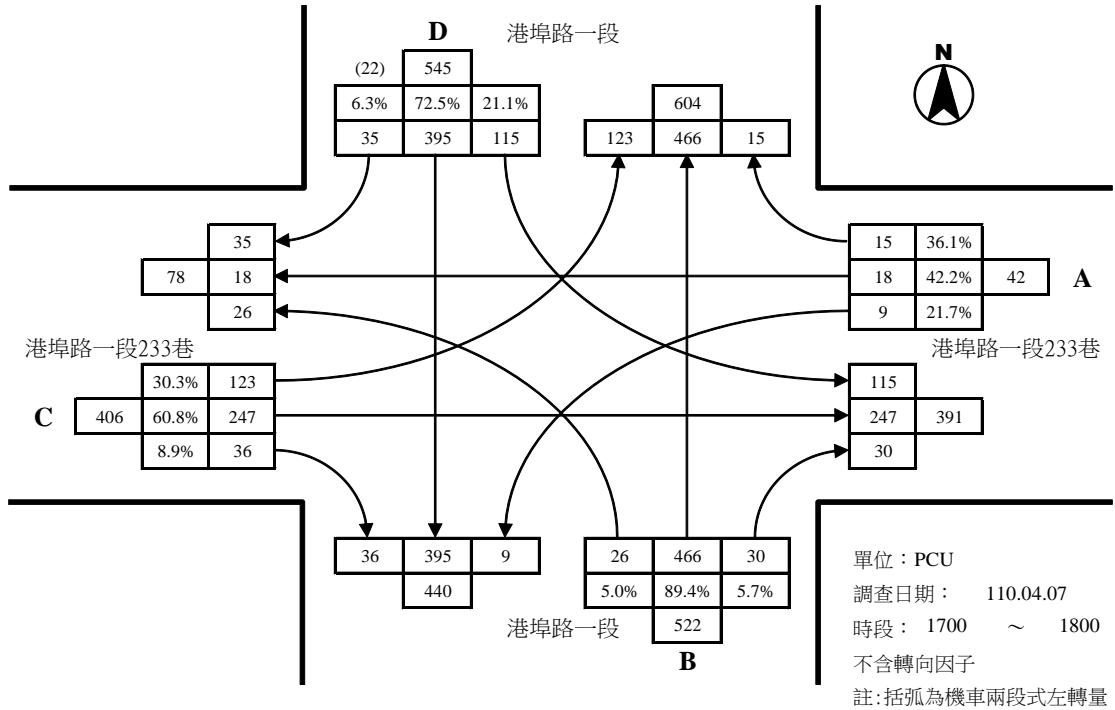 D 港埠路一段
N
(22) 545
6.3% 72.5% 21.1%
35 395 115
604
123 466 15
35
78 18
26
15 36.1%
18 42.2% 42 A
9 21.7%
港埠路一段233巷
港埠路一段233巷
30.3% 123
C 406 60.8% 247
8.9% 36
115
247 391
30
36 395 9
440
26 466 30
5.0% 89.4% 5.7%
522
港埠路一段
B
單位：PCU
調查日期： 110.04.07
時段： 1700 ～ 1800
不含轉向因子
註:括弧為機車兩段式左轉量